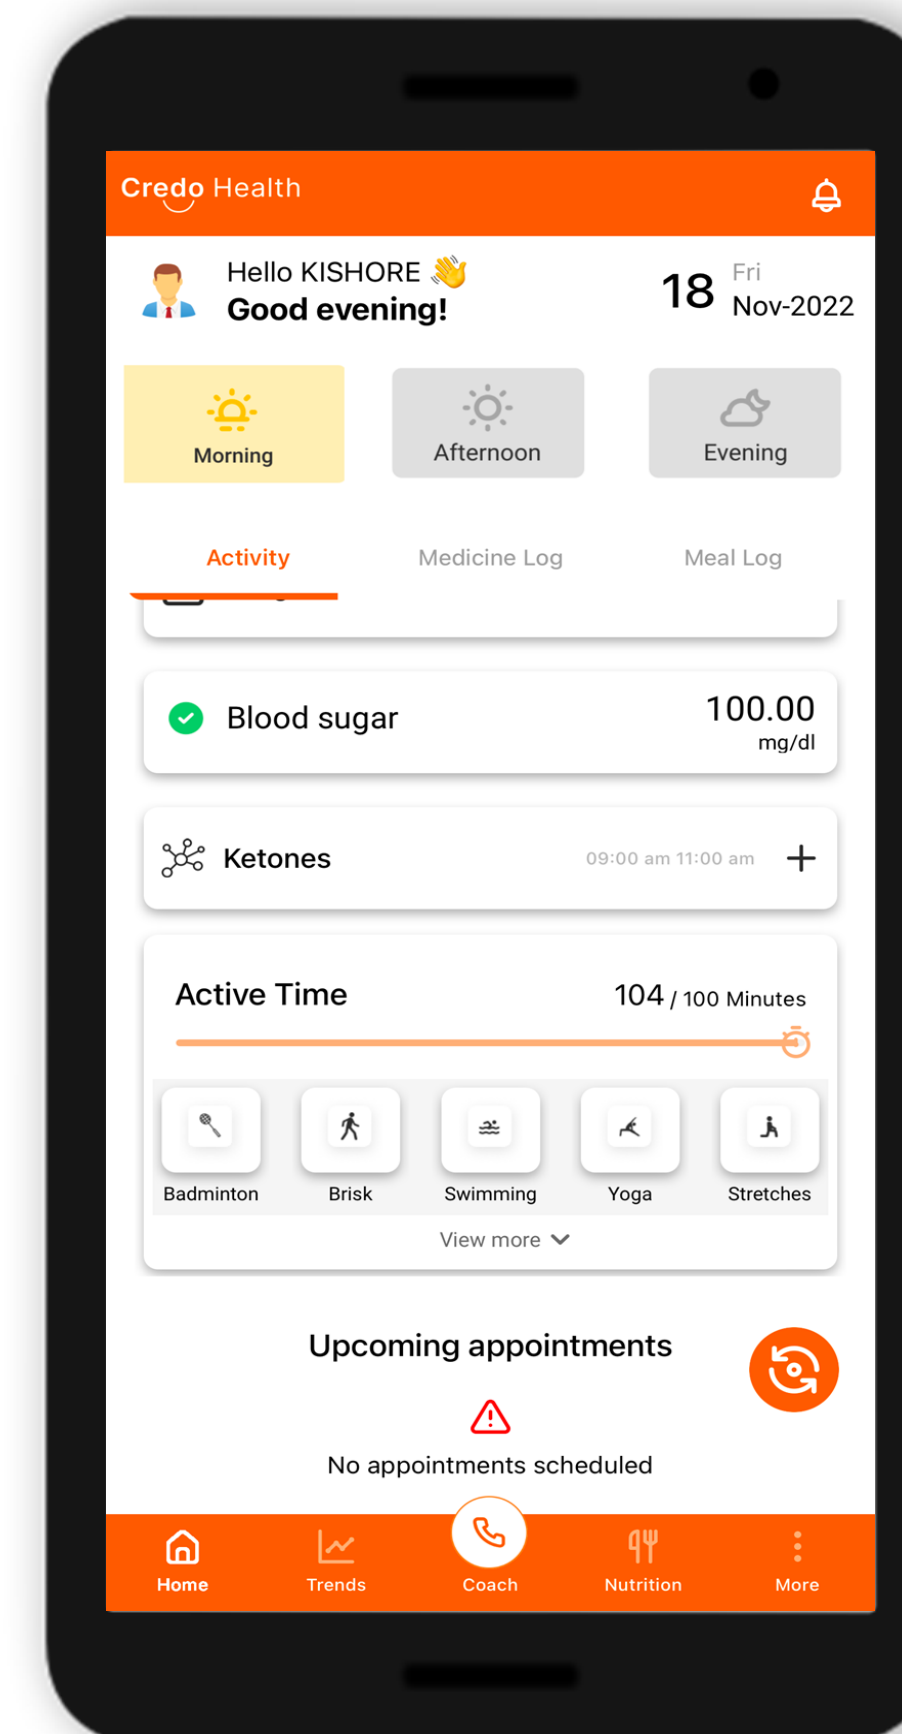 Credo Health
Hello KISHORE 👋
Good evening!
18
Fri
Nov-2022
Morning
Afternoon
Evening
Activity
Medicine Log
Meal Log
Blood sugar
100.00
mg/dl
Ketones
09:00 am 11:00 am
Active Time
104 / 100 Minutes
Badminton
Brisk
Swimming
Yoga
Stretches
View more
Upcoming appointments
No appointments scheduled
Home
Trends
Coach
Nutrition
More